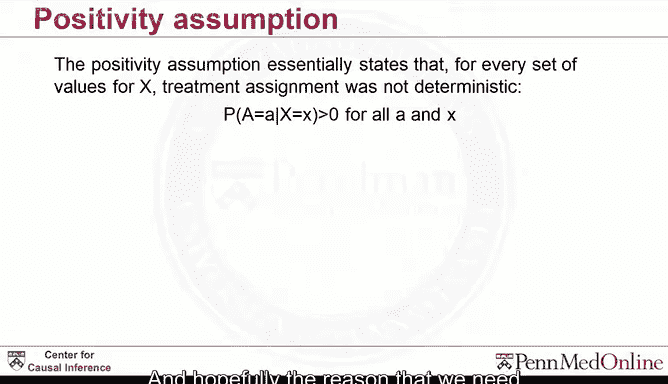 Positivity assumption
The positivity assumption essentially states that, for every set of
values for X, treatment assignment was not deterministic:
P(A=a|X=x)>0 for all a and x
Center for
Causal Inference
And hopefully the reason that we need
PennMedOnline